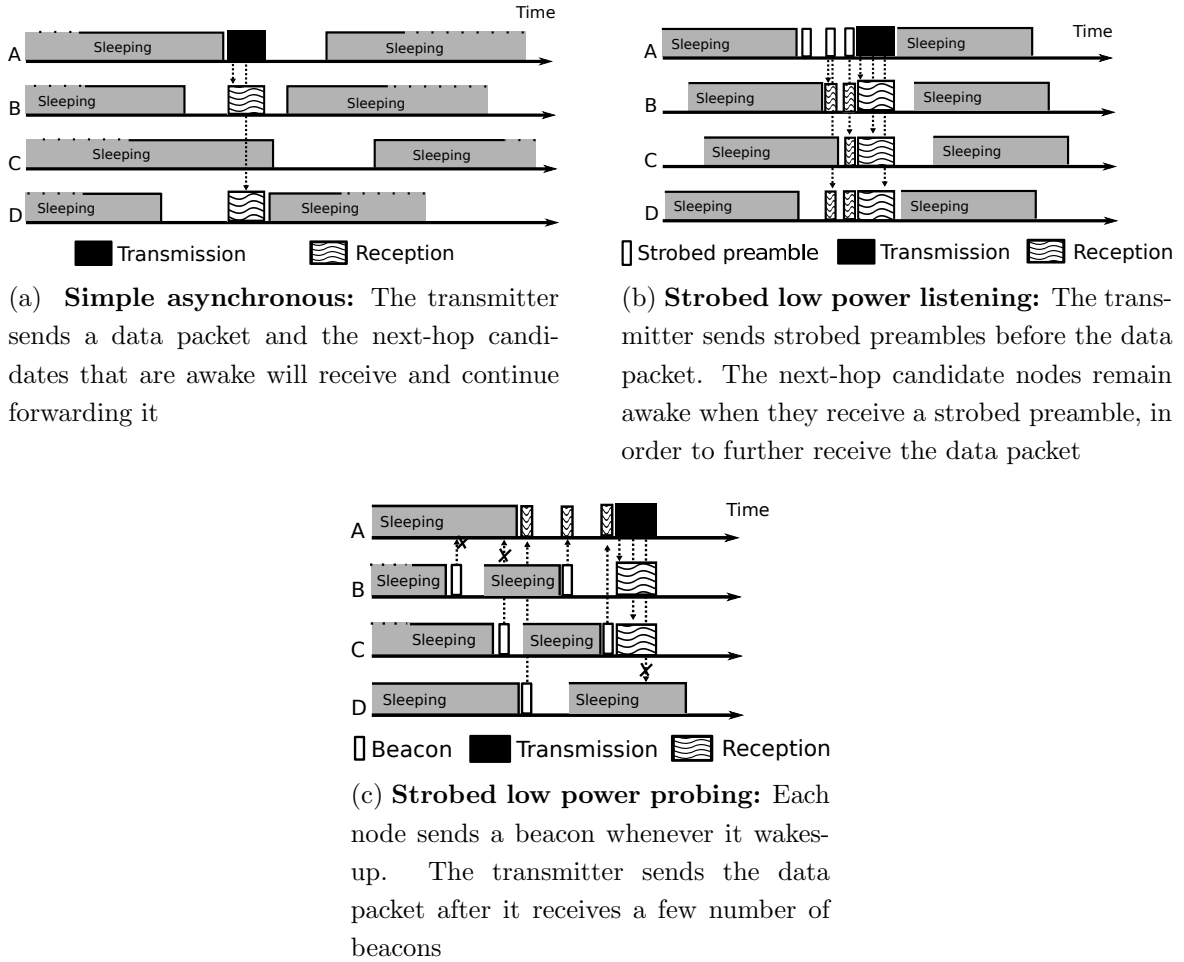 Time
A Sleeping Sleeping
B Sleeping Sleeping
C Sleeping Sleeping
D Sleeping Sleeping
Transmission Reception
(a) Simple asynchronous: The transmitter
sends a data packet and the next-hop candi-
dates that are awake will receive and continue
forwarding it
Time
A Sleeping Sleeping
B Sleeping Sleeping
C Sleeping Sleeping
D Sleeping Sleeping
Strobed preamble Transmission Reception
(b) Strobed low power listening: The trans-
mitter sends strobed preambles before the data
packet. The next-hop candidate nodes remain
awake when they receive a strobed preamble, in
order to further receive the data packet
Time
A Sleeping
B Sleeping Sleeping
C Sleeping Sleeping
D Sleeping Sleeping
Beacon Transmission Reception
(c) Strobed low power probing: Each
node sends a beacon whenever it wakes-
up. The transmitter sends the data
packet after it receives a few number of
beacons